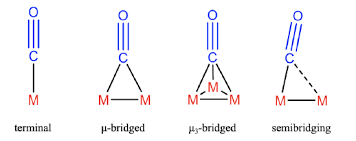 O O O O
C C C C
M M M M M M M M
terminal μ-bridged μ₃-bridged semibridging